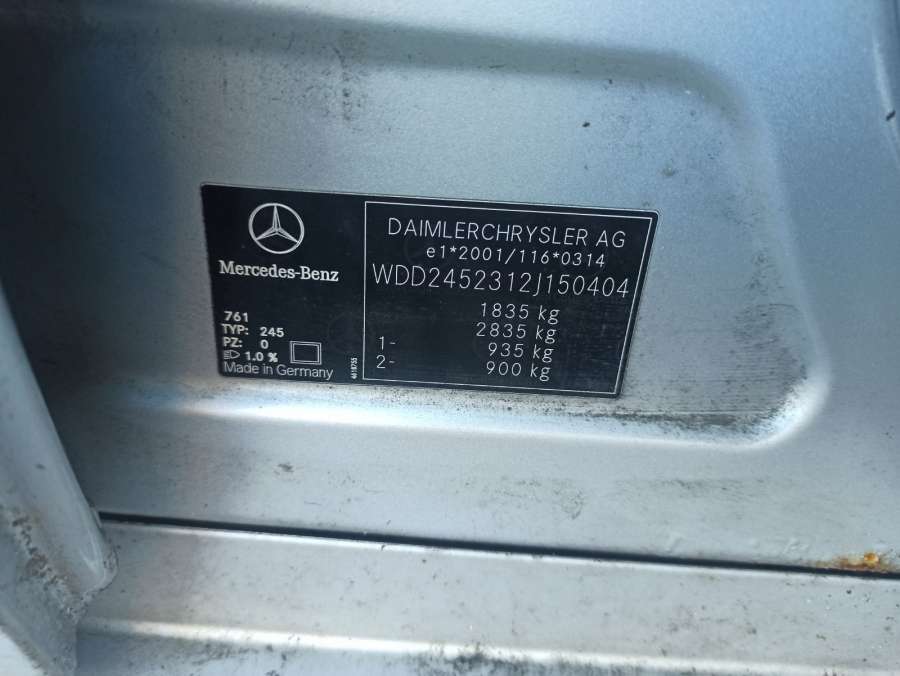 Mercedes-Benz
761
TYP: 245
PZ: 0
1.0 %
Made in Germany
4618755
DAIMLERCHRYSLER AG
e1*2001/116*0314
WDD2452312J150404
1835 kg
2835 kg
1- 935 kg
2- 900 kg